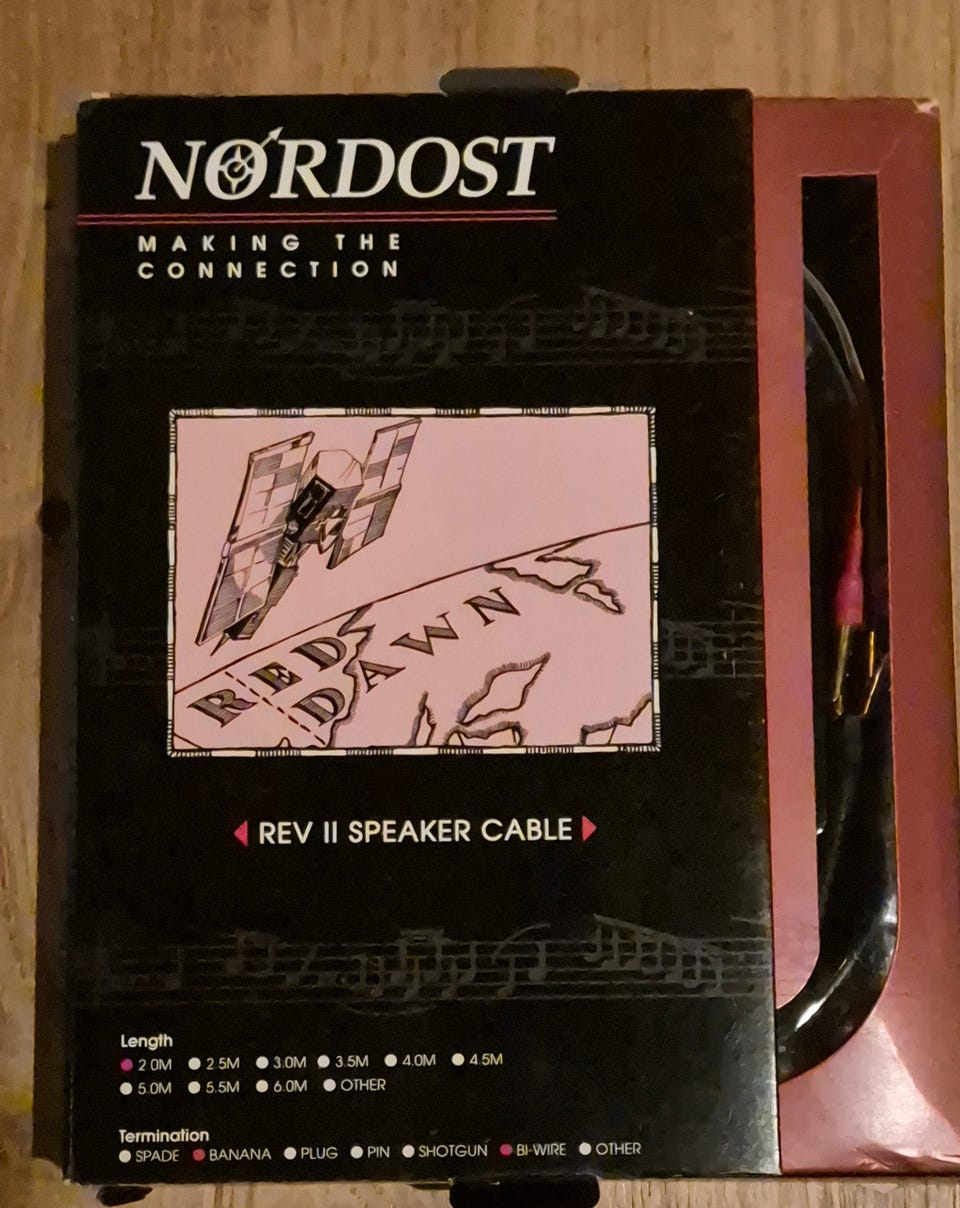 NORDOST
MAKING THE
CONNECTION
RED
DAWN
REV II SPEAKER CABLE
Length
2.0M 2.5M 3.0M 3.5M 4.0M 4.5M
5.0M 5.5M 6.0M OTHER
Termination
SPADE BANANA PLUG PIN SHOTGUN BI-WIRE OTHER